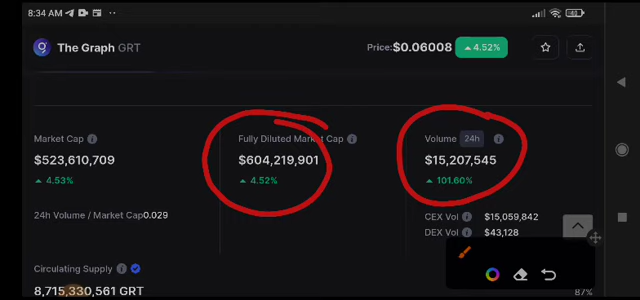 8:34 AM
48
The Graph GRT
Price:$0.06008 4.52%
Market Cap
$523,610,709
4.53%
Fully Diluted Market Cap
$604,219,901
4.52%
Volume 24h
$15,207,545
101.60%
24h Volume / Market Cap0.029
CEX Vol $15,059,842
DEX Vol $43,128
Circulating Supply
8,715,330,561 GRT
87%